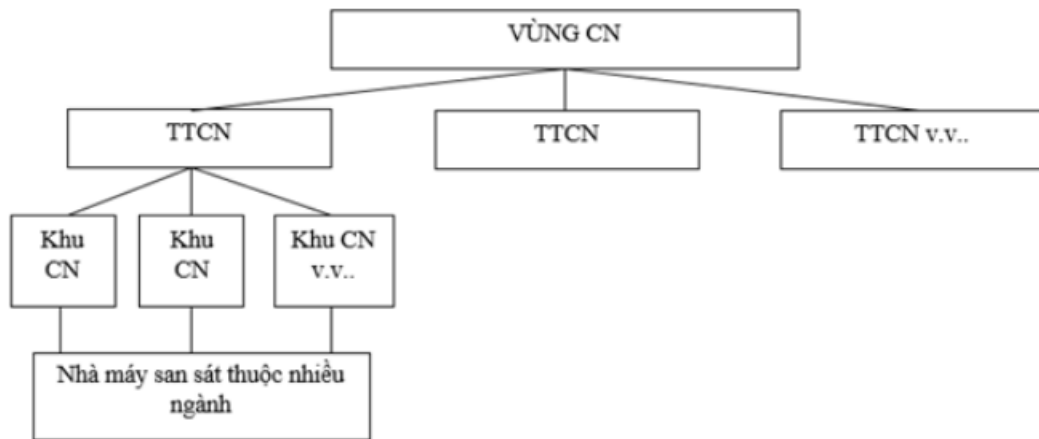 VÙNG CN
TTCN
TTCN
TTCN v.v..
Khu
CN
Khu
CN
Khu CN
v.v..
Nhà máy san sát thuộc nhiều
ngành